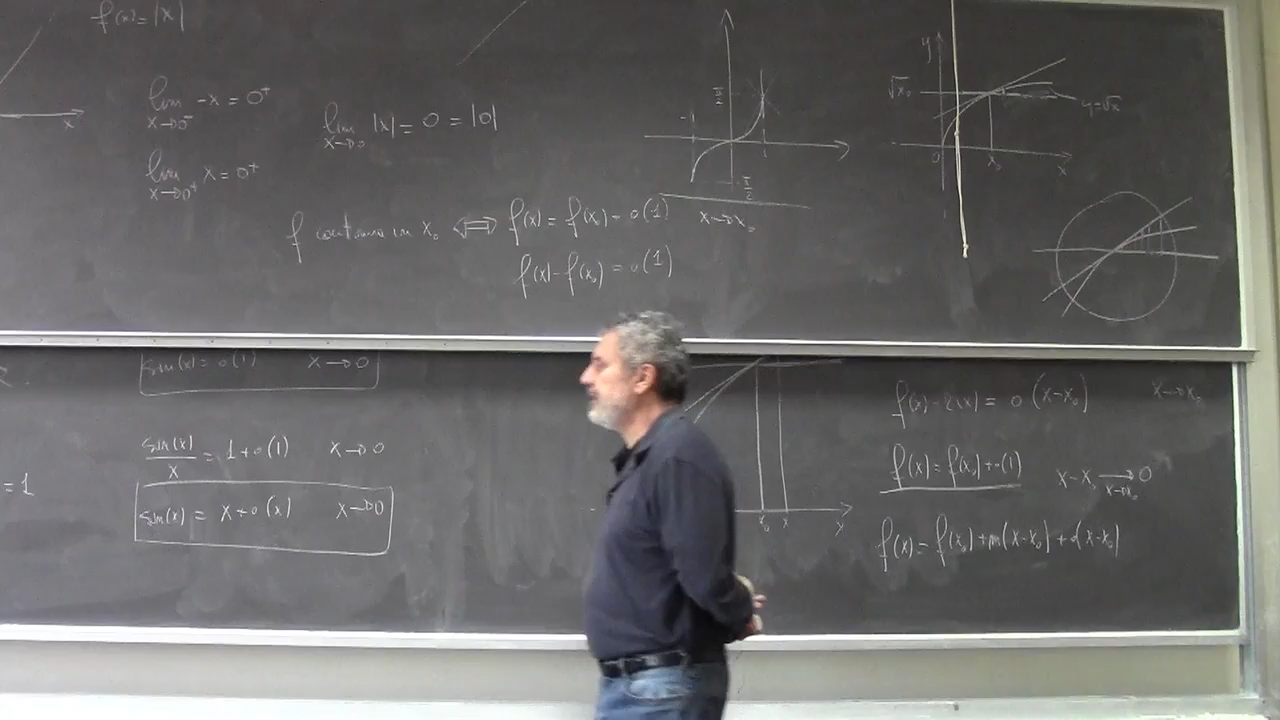 f(x) = |x|
lim -x = 0⁺
x→0⁻
lim x = 0⁺
x→0⁺
x
lim |x| = 0 = |0|
x→0
f continua in x₀ ⟺ f(x) = f(x₀) + o(1) x→x₀
f(x) - f(x₀) = o(1)
π/2
-1
-π/2
y
√x₀
y=√x
0
x₀
x
sin(x) = o(1) x→0
sin(x)/x = 1 + o(1) x→0
= 1
sin(x) = x + o(x) x→0
x₀ x
f(x) - r(x) = o(x-x₀) x→x₀
f(x) = f(x₀) + o(1) x-x₀ → 0
x→x₀
f(x) = f(x₀) + m(x-x₀) + o(x-x₀)